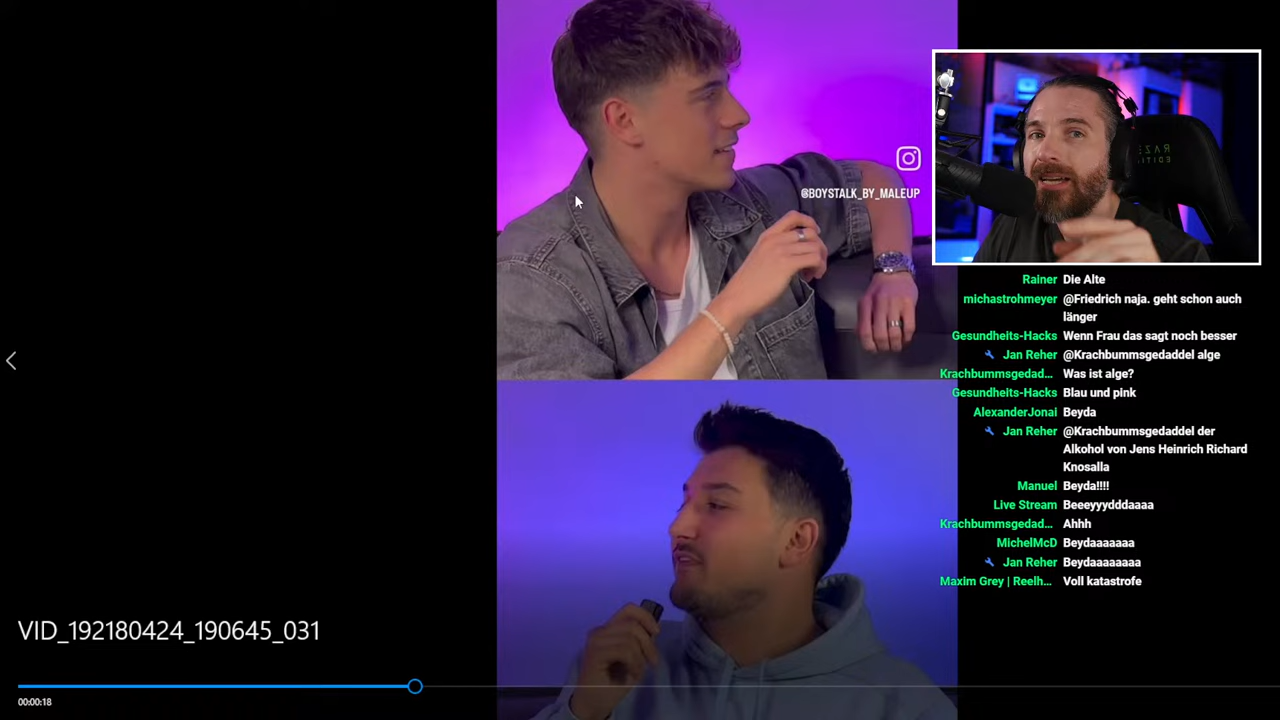 @BOYSTALK_BY_MALEUP
Rainer Die Alte
michastrohmeyer @Friedrich naja. geht schon auch
länger
Gesundheits-Hacks Wenn Frau das sagt noch besser
Jan Reher @Krachbummsgedaddel alge
Krachbummsgedad... Was ist alge?
Gesundheits-Hacks Blau und pink
AlexanderJonai Beyda
Jan Reher @Krachbummsgedaddel der
Alkohol von Jens Heinrich Richard
Knosalla
Manuel Beyda!!!!
Live Stream Beeeyyydddaaaa
Krachbummsgedad... Ahhh
MichelMcD Beydaaaaaaa
Jan Reher Beydaaaaaaaa
Maxim Grey | Reelh... Voll katastrofe
VID_192180424_190645_031
00:00:18